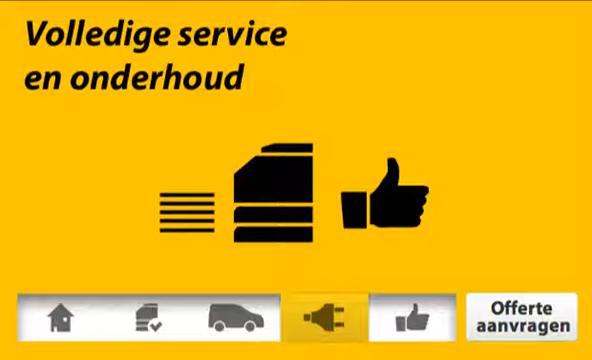 Volledige service
en onderhoud
Offerte
aanvragen